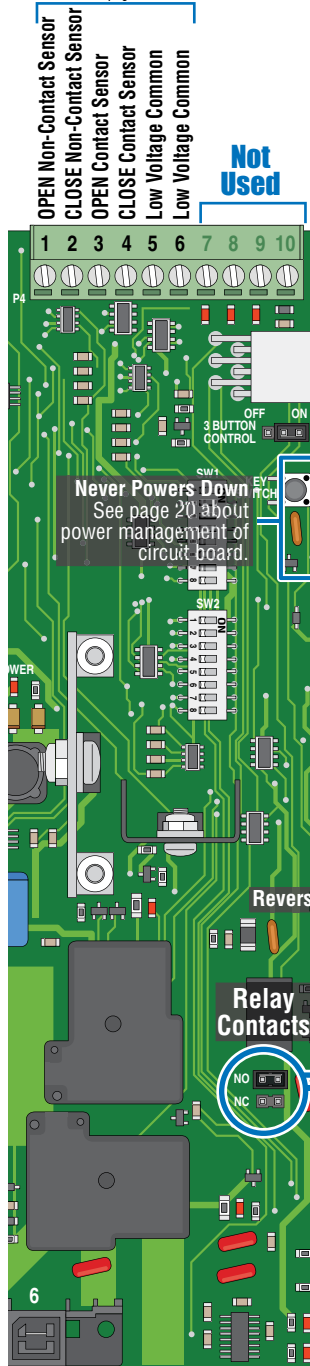 OPEN Non-Contact Sensor
CLOSE Non-Contact Sensor
OPEN Contact Sensor
CLOSE Contact Sensor
Low Voltage Common
Low Voltage Common
Not
Used
1 2 3 4 5 6 7 8 9 10
P4
OFF ON
3 BUTTON
CONTROL
SW1
Never Powers Down
See page 20 about
power management of
circuit board.
8
SW2
ON
1
2
3
4
5
6
7
8
Relay
Contacts
NO
NC
6